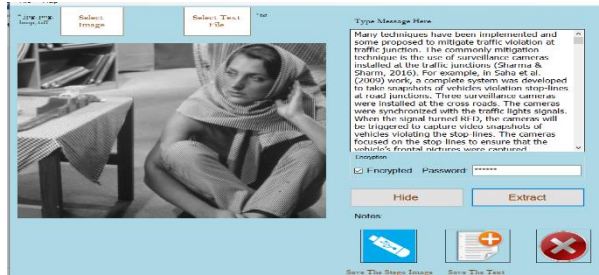 Select
Image
Select Text
File
Type Message Here
Many techniques have been implemented and
some proposed to mitigate traffic violation at
traffic junction. The commonly mitigation
technique is the use of surveillance cameras
installed at the traffic junctions (Sharma &
Sharm, 2016). For example, in Saha et al.
(2009) work, a complete system was developed
to take snapshots of vehicles violation stop-lines
at road junctions. Three surveillance cameras
were installed at the cross roads. The cameras
were synchronized with the traffic lights signals.
When the signal turned RED, the cameras will
be triggered to capture video snapshots of
vehicles violating the stop-lines. The cameras
focused on the stop lines to ensure that the
vehicle's frontal pictures were captured
Encryption
Encrypted Password: ******
Hide
Extract
Notes:
Save The Stego Image
Save The Text